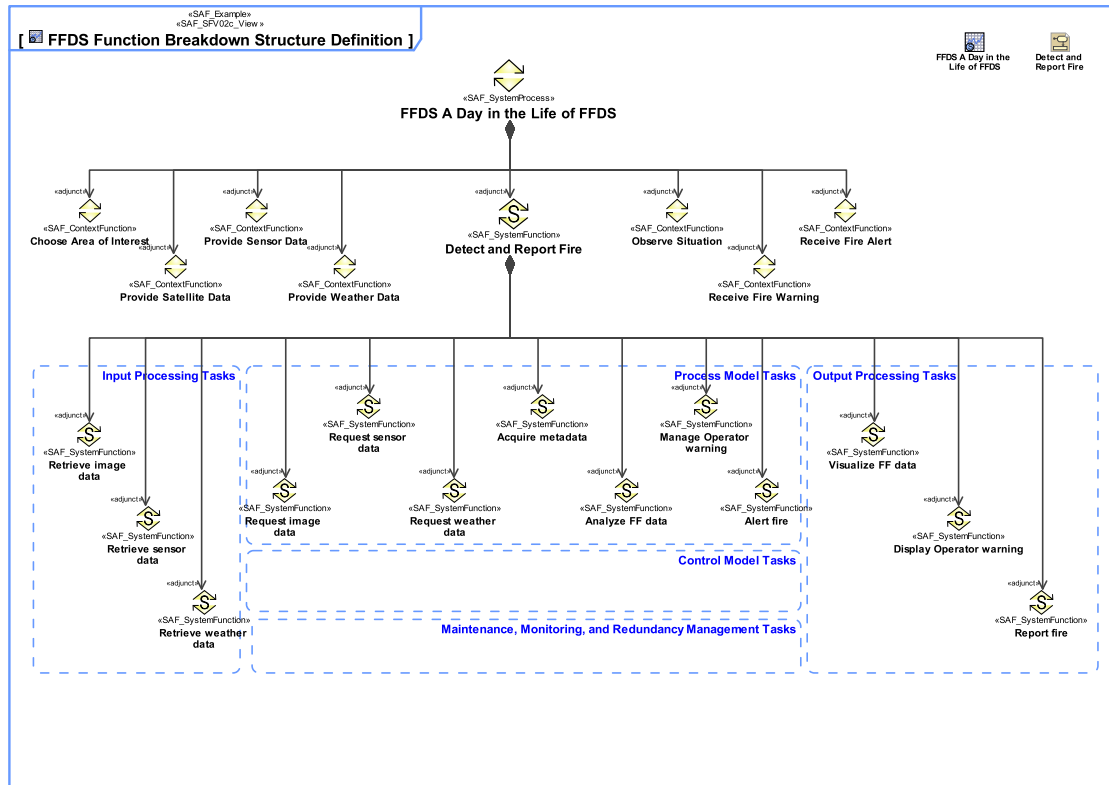 «SAF_Example»
«SAF_SFV02c_View »
[ FFDS Function Breakdown Structure Definition ]
FFDS A Day in the
Life of FFDS
Detect and
Report Fire
«SAF_SystemProcess»
FFDS A Day in the Life of FFDS
«adjunct»
«SAF_ContextFunction»
Choose Area of Interest
«adjunct»
«SAF_ContextFunction»
Provide Satellite Data
«adjunct»
«SAF_ContextFunction»
Provide Sensor Data
«adjunct»
«SAF_ContextFunction»
Provide Weather Data
«adjunct»
«SAF_SystemFunction»
Detect and Report Fire
«adjunct»
«SAF_ContextFunction»
Observe Situation
«adjunct»
«SAF_ContextFunction»
Receive Fire Warning
«adjunct»
«SAF_ContextFunction»
Receive Fire Alert
Input Processing Tasks
«adjunct»
«SAF_SystemFunction»
Retrieve image
data
«adjunct»
«SAF_SystemFunction»
Retrieve sensor
data
«adjunct»
«SAF_SystemFunction»
Retrieve weather
data
Process Model Tasks
«adjunct»
«SAF_SystemFunction»
Request image
data
«adjunct»
«SAF_SystemFunction»
Request sensor
data
«adjunct»
«SAF_SystemFunction»
Request weather
data
«adjunct»
«SAF_SystemFunction»
Acquire metadata
«adjunct»
«SAF_SystemFunction»
Analyze FF data
«adjunct»
«SAF_SystemFunction»
Manage Operator
warning
«adjunct»
«SAF_SystemFunction»
Alert fire
Control Model Tasks
Maintenance, Monitoring, and Redundancy Management Tasks
Output Processing Tasks
«adjunct»
«SAF_SystemFunction»
Visualize FF data
«adjunct»
«SAF_SystemFunction»
Display Operator warning
«adjunct»
«SAF_SystemFunction»
Report fire